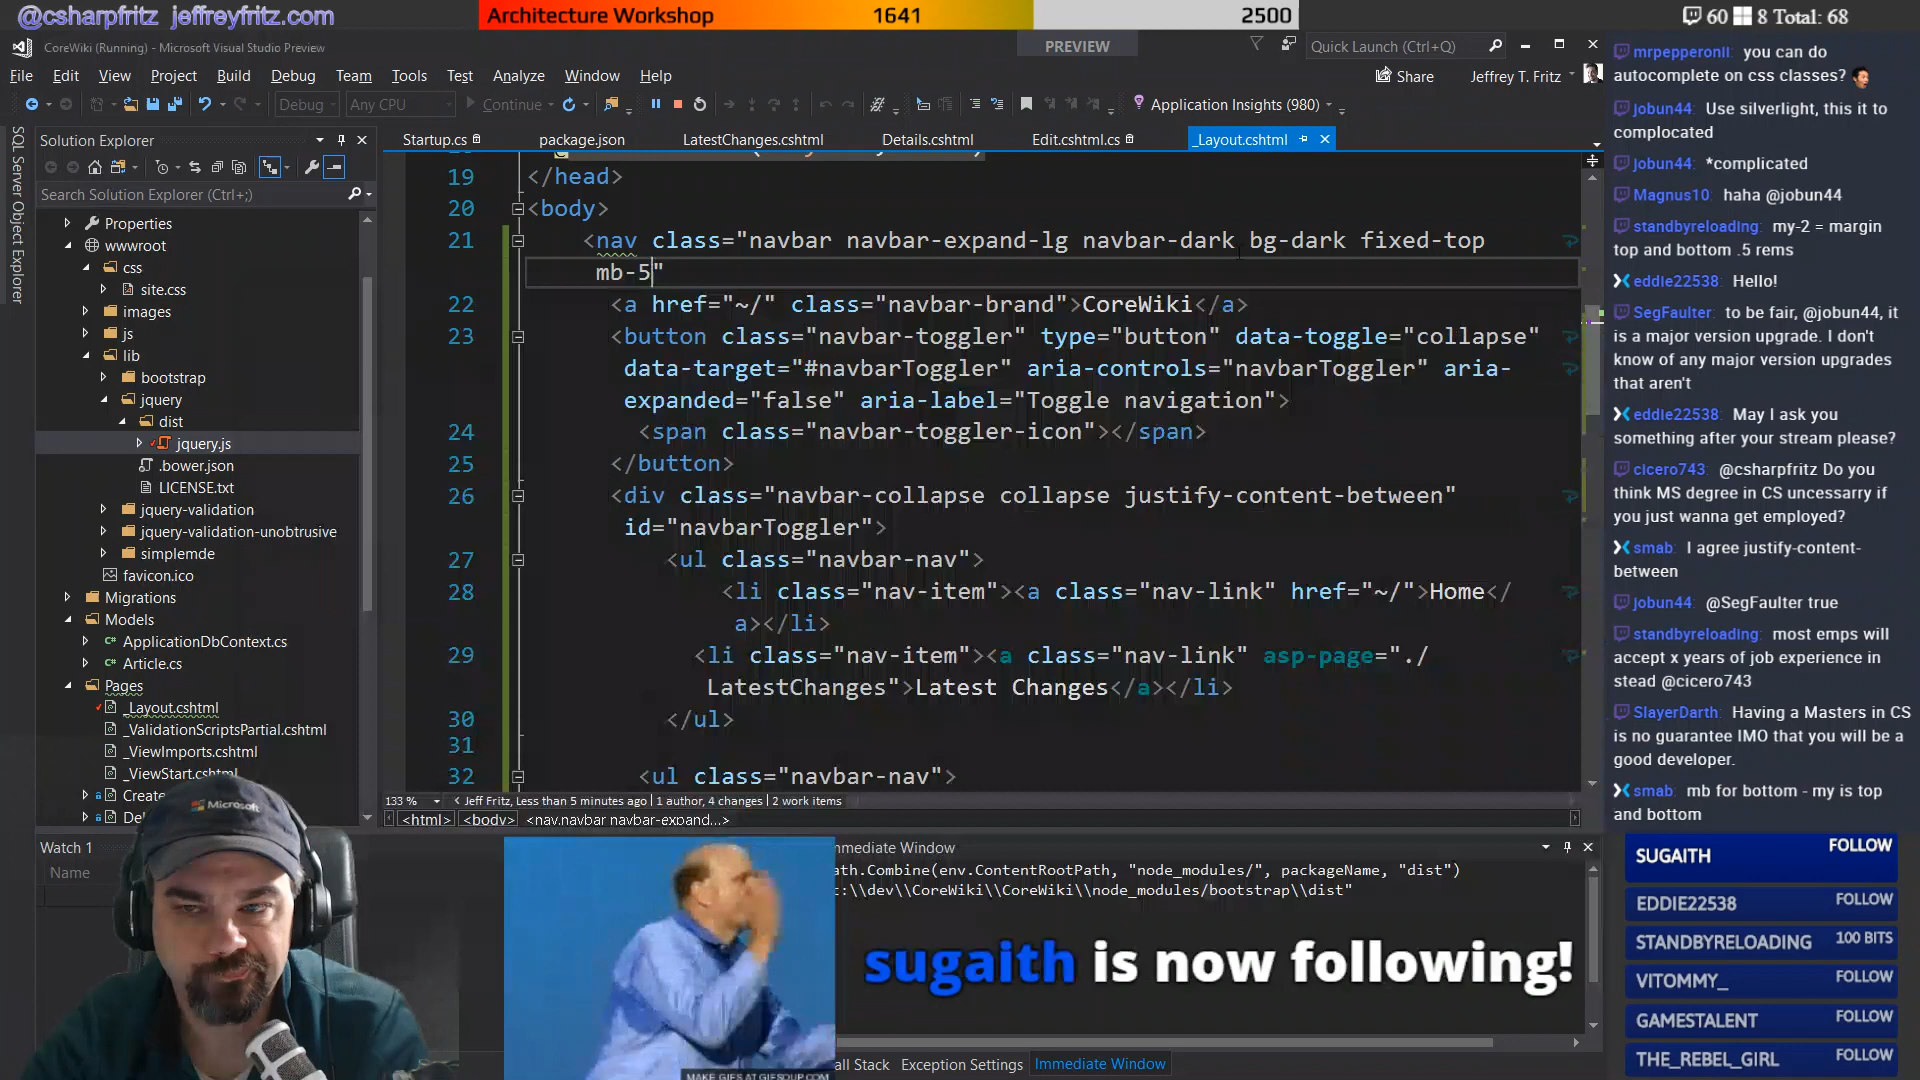 @csharpfritz jeffreyfritz.com
Architecture Workshop 1641 2500
60 8 Total: 68
CoreWiki (Running) - Microsoft Visual Studio Preview
PREVIEW
Quick Launch (Ctrl+Q)
File Edit View Project Build Debug Team Tools Test Analyze Window Help
Share Jeffrey T. Fritz
Debug Any CPU Continue Application Insights (980)
SQL Server Object Explorer
Solution Explorer
Search Solution Explorer (Ctrl+;)
Properties
wwwroot
css
site.css
images
js
lib
bootstrap
jquery
dist
jquery.js
.bower.json
LICENSE.txt
jquery-validation
jquery-validation-unobtrusive
simplemde
favicon.ico
Migrations
Models
ApplicationDbContext.cs
Article.cs
Pages
_Layout.cshtml
_ValidationScriptsPartial.cshtml
_ViewImports.cshtml
_ViewStart.cshtml
Create
Startup.cs package.json LatestChanges.cshtml Details.cshtml Edit.cshtml.cs _Layout.cshtml
19 </head>
20 <body>
21 <nav class="navbar navbar-expand-lg navbar-dark bg-dark fixed-top
mb-5"
22 <a href="~/" class="navbar-brand">CoreWiki</a>
23 <button class="navbar-toggler" type="button" data-toggle="collapse"
data-target="#navbarToggler" aria-controls="navbarToggler" aria-
expanded="false" aria-label="Toggle navigation">
24 <span class="navbar-toggler-icon"></span>
25 </button>
26 <div class="navbar-collapse collapse justify-content-between"
id="navbarToggler">
27 <ul class="navbar-nav">
28 <li class="nav-item"><a class="nav-link" href="~/">Home</
a></li>
29 <li class="nav-item"><a class="nav-link" asp-page="./
LatestChanges">Latest Changes</a></li>
30 </ul>
31
32 <ul class="navbar-nav">
133 % Jeff Fritz, Less than 5 minutes ago | 1 author, 4 changes | 2 work items
<html> <body> <nav.navbar navbar-expand...>
Watch 1
Name
Microsoft
mmediate Window
ath.Combine(env.ContentRootPath, "node_modules/", packageName, "dist")
:\\dev\\CoreWiki\\CoreWiki\\node_modules/bootstrap\\dist"
sugaith is now following!
MAKE GIFS AT GIFSOUP.COM
all Stack Exception Settings Immediate Window
mrpepperonll: you can do
autocomplete on css classes?
jobun44: Use silverlight, this it to
complocated
jobun44: *complicated
Magnus10: haha @jobun44
standbyreloading: my-2 = margin
top and bottom .5 rems
eddie22538: Hello!
SegFaulter: to be fair, @jobun44, it
is a major version upgrade. I don't
know of any major version upgrades
that aren't
eddie22538: May I ask you
something after your stream please?
cicero743: @csharpfritz Do you
think MS degree in CS uncessarry if
you just wanna get employed?
smab: I agree justify-content-
between
jobun44: @SegFaulter true
standbyreloading: most emps will
accept x years of job experience in
stead @cicero743
SlayerDarth: Having a Masters in CS
is no guarantee IMO that you will be a
good developer.
smab: mb for bottom - my is top
and bottom
SUGAITH FOLLOW
EDDIE22538 FOLLOW
STANDBYRELOADING 100 BITS
VITOMMY_ FOLLOW
GAMESTALENT FOLLOW
THE_REBEL_GIRL FOLLOW